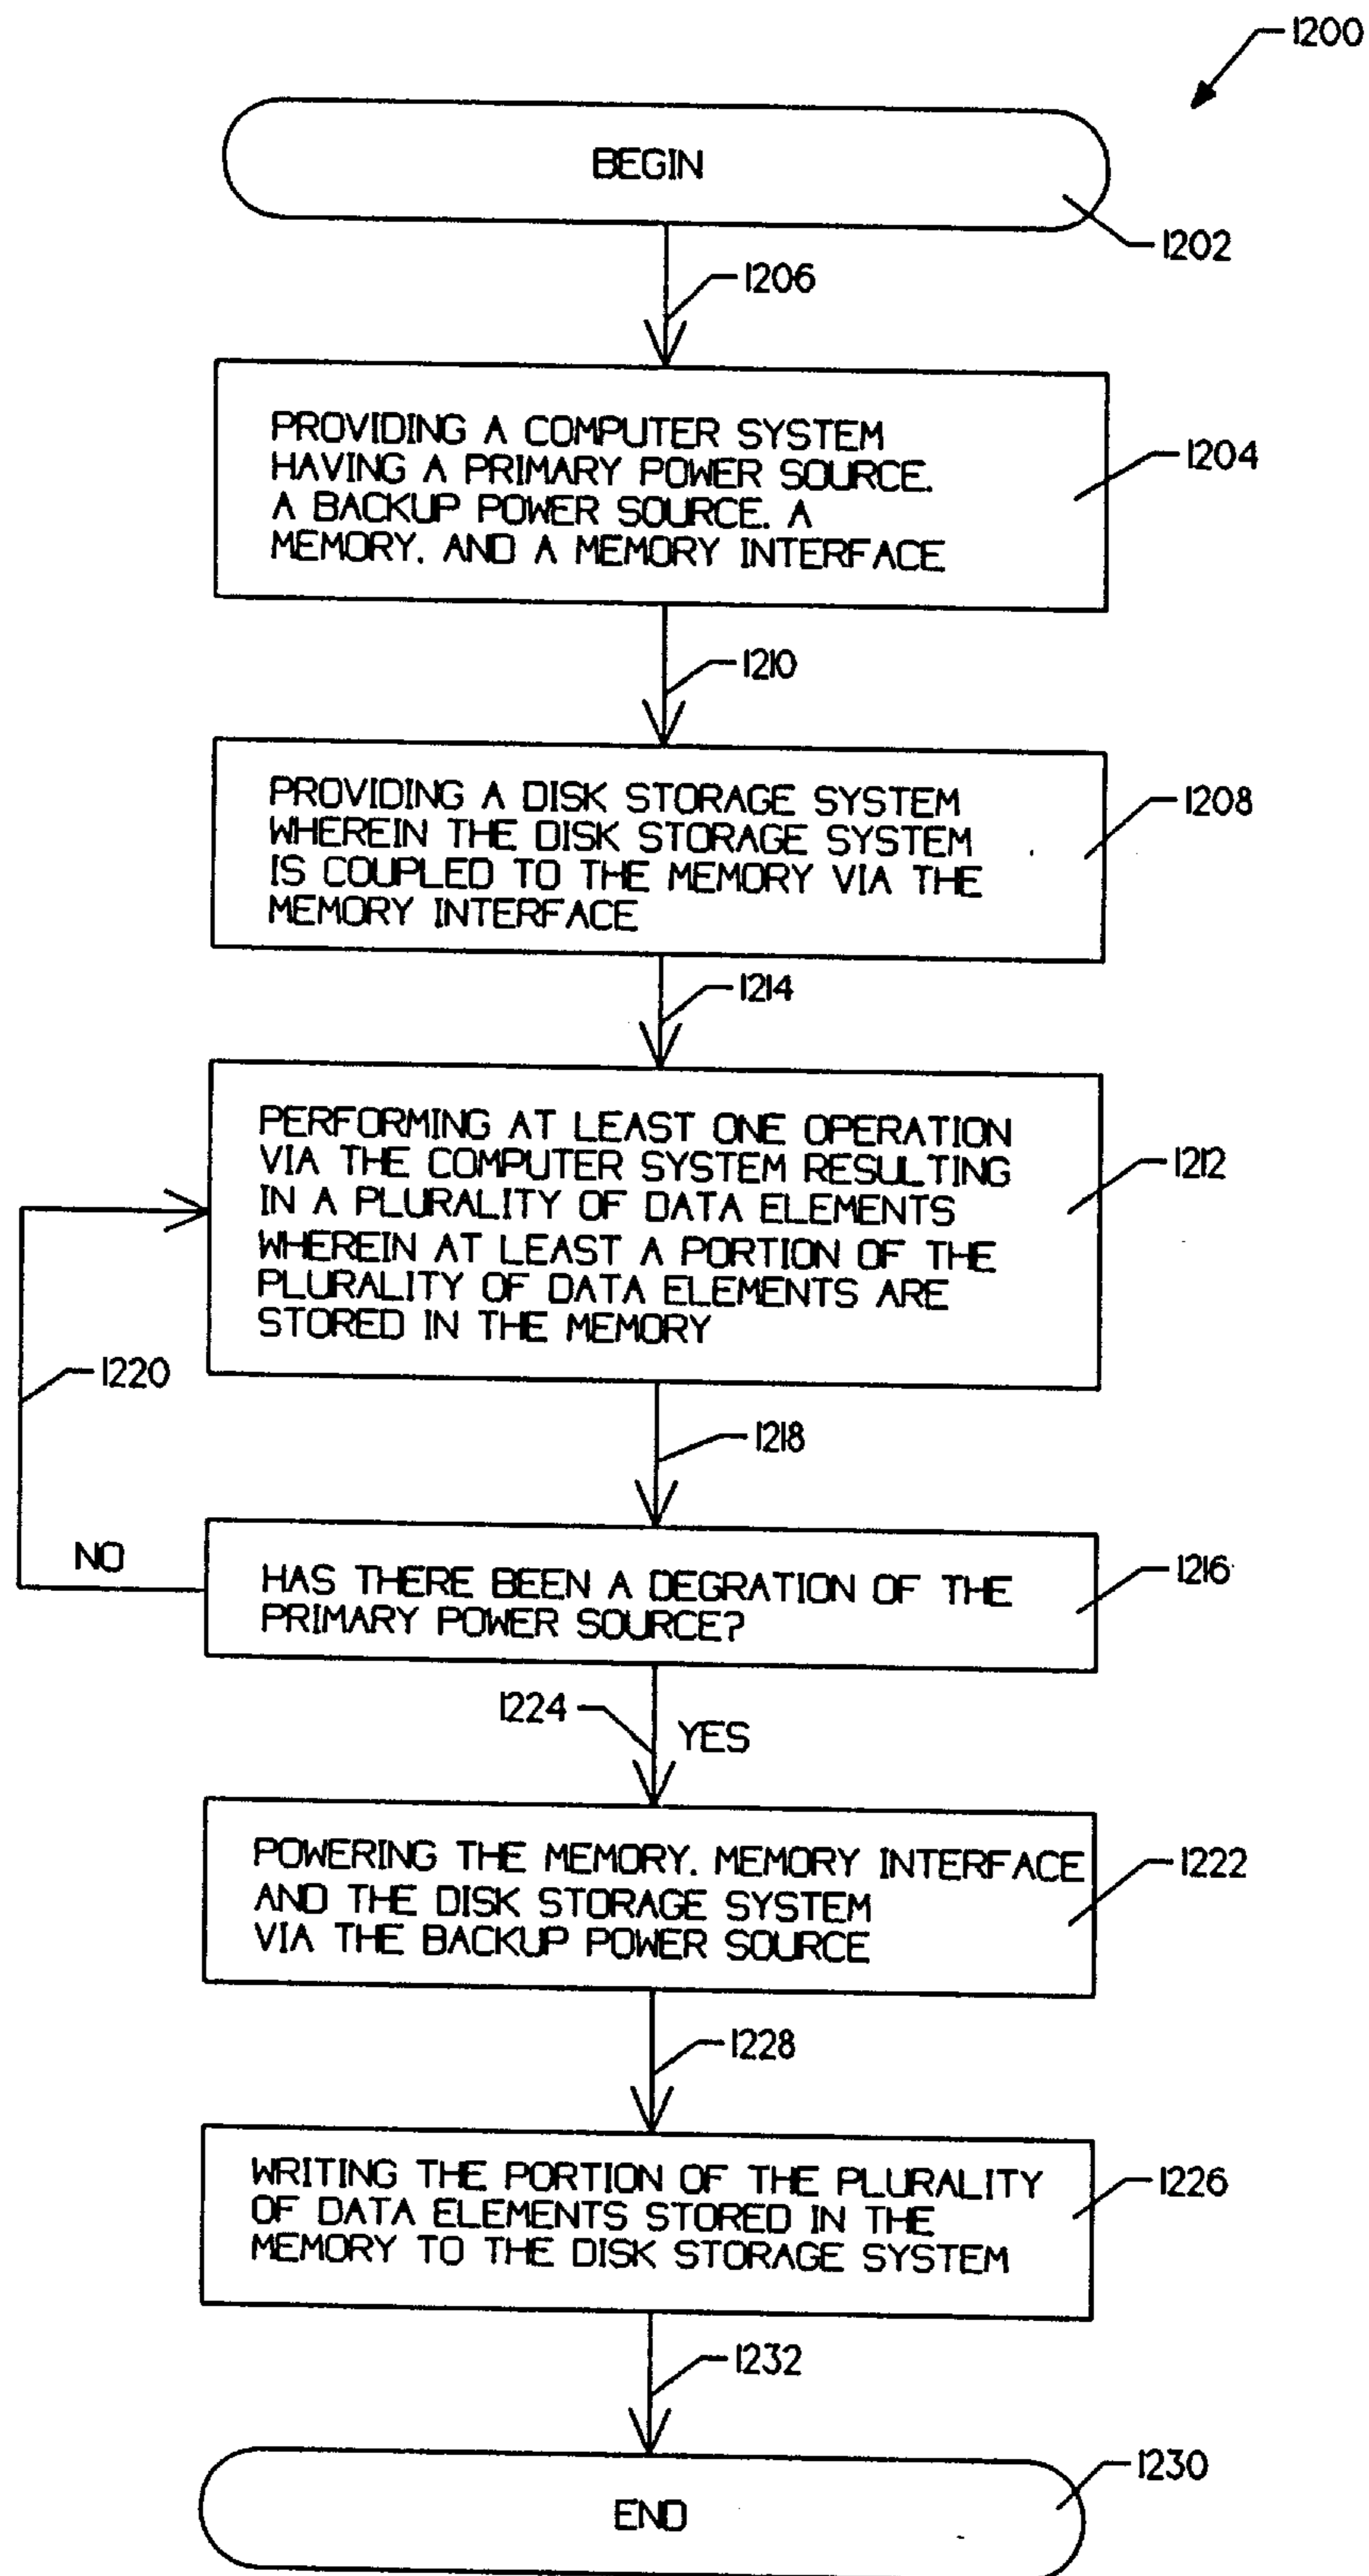 1200
BEGIN
1202
1206
PROVIDING A COMPUTER SYSTEM
HAVING A PRIMARY POWER SOURCE.
A BACKUP POWER SOURCE. A
MEMORY. AND A MEMORY INTERFACE
1204
1210
PROVIDING A DISK STORAGE SYSTEM
WHEREIN THE DISK STORAGE SYSTEM
IS COUPLED TO THE MEMORY VIA THE
MEMORY INTERFACE
1208
1214
PERFORMING AT LEAST ONE OPERATION
VIA THE COMPUTER SYSTEM RESULTING
IN A PLURALITY OF DATA ELEMENTS
WHEREIN AT LEAST A PORTION OF THE
PLURALITY OF DATA ELEMENTS ARE
STORED IN THE MEMORY
1212
1220
1218
NO
HAS THERE BEEN A DEGRATION OF THE
PRIMARY POWER SOURCE?
1216
1224
YES
POWERING THE MEMORY. MEMORY INTERFACE
AND THE DISK STORAGE SYSTEM
VIA THE BACKUP POWER SOURCE
1222
1228
WRITING THE PORTION OF THE PLURALITY
OF DATA ELEMENTS STORED IN THE
MEMORY TO THE DISK STORAGE SYSTEM
1226
1232
END
1230